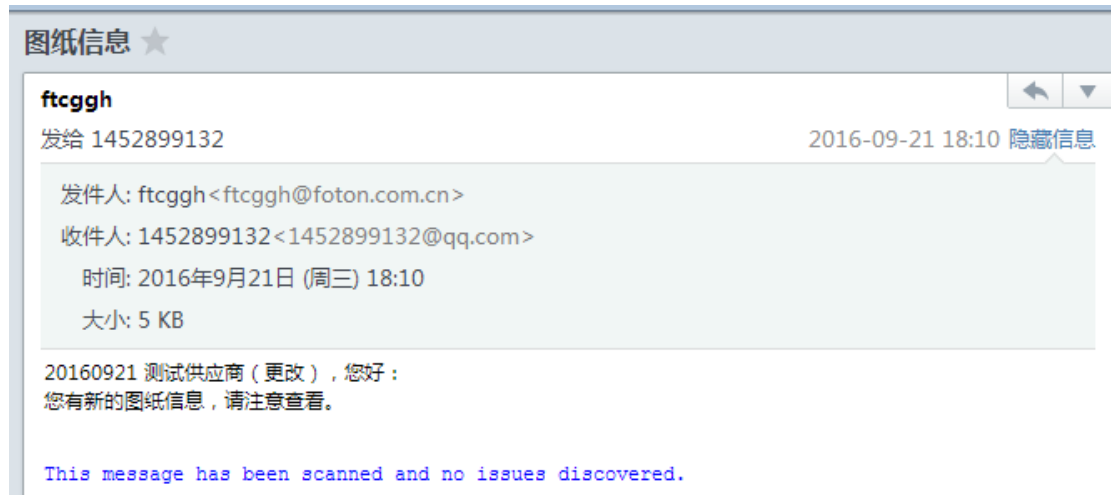 图纸信息
ftcggh
发给 1452899132 2016-09-21 18:10 隐藏信息
发件人: ftcggh<ftcggh@foton.com.cn>
收件人: 1452899132<1452899132@qq.com>
时间: 2016年9月21日 (周三) 18:10
大小: 5 KB
20160921 测试供应商（更改）, 您好：
您有新的图纸信息，请注意查看。
This message has been scanned and no issues discovered.